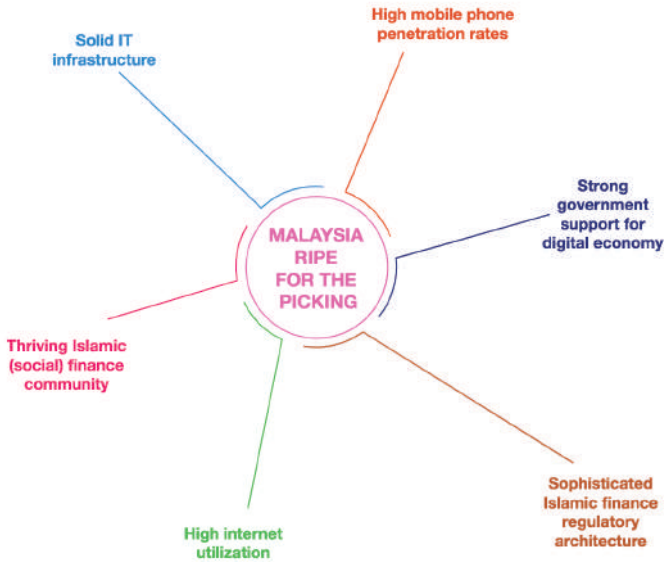 High mobile phone
penetration rates
Solid IT
infrastructure
Strong
government
support for
digital economy
MALAYSIA
RIPE
FOR THE
PICKING
Thriving Islamic
(social) finance
community
Sophisticated
Islamic finance
regulatory
architecture
High internet
utilization